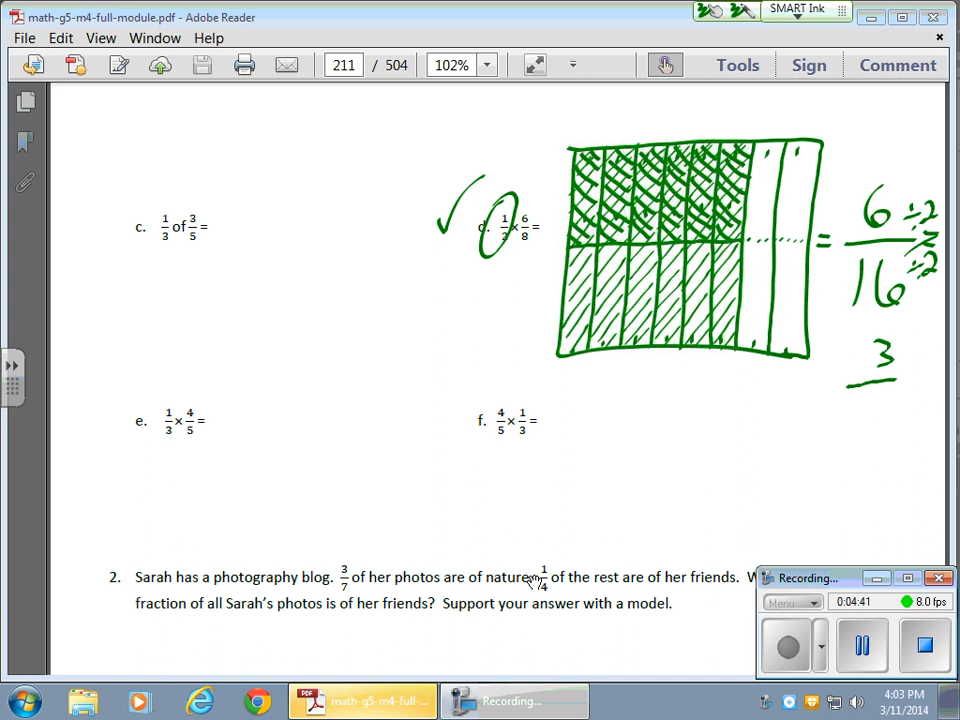 math-g5-m4-full-module.pdf - Adobe Reader
SMART Ink
File Edit View Window Help
211 / 504 102% Tools Sign Comment
c. 1/3 of 3/5 =
d. 1/2 × 6/8 =
= 6/16 ÷2 ÷2 =
3
e. 1/3 × 4/5 =
f. 4/5 × 1/3 =
2. Sarah has a photography blog. 3/7 of her photos are of nature. 1/4 of the rest are of her friends. W
fraction of all Sarah's photos is of her friends? Support your answer with a model.
Recording...
Menu 0:04:41 8.0 fps
math-g5-m4-full-... Recording... 4:03 PM
3/11/2014